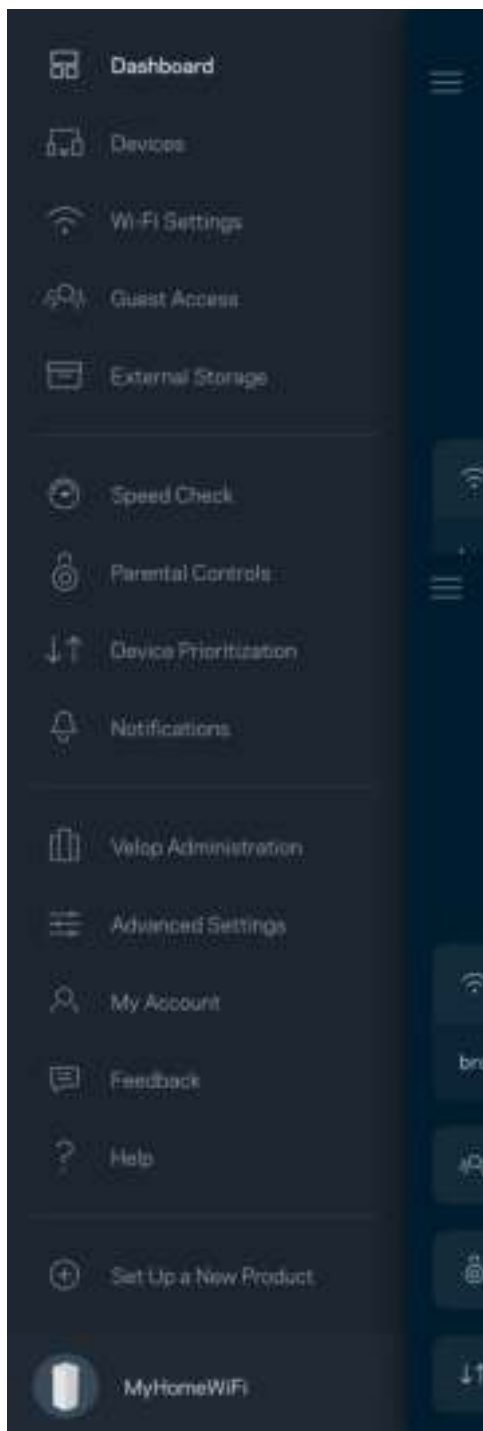 Dashboard
Devices
Wi-Fi Settings
Guest Access
External Storage
Speed Check
Parental Controls
Device Prioritization
Notifications
Velop Administration
Advanced Settings
My Account
Feedback
bro
?
Help
Set Up a New Product
MyHomeWiFi